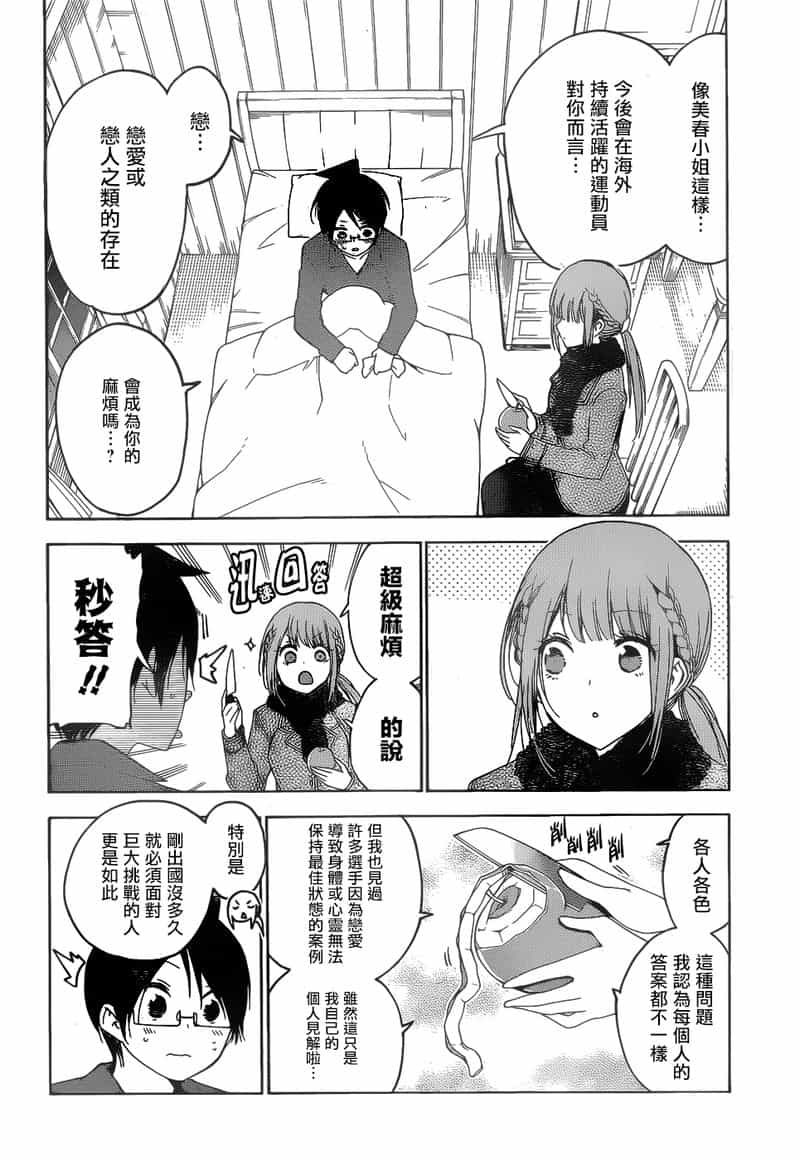 像美春小姐這樣…
今後會在海外
持續活躍的運動員
對你而言…
戀…
戀愛或
戀人之類的存在
會成為你的
麻煩嗎…?
超級麻煩
的說
迅速回答
秒答!!
各人各色
這種問題
我認為每個人的
答案都不一樣
削
削
削
但我也見過
許多選手因為戀愛
導致身體或心靈無法
保持最佳狀態的案例
雖然這只是
我自己的
個人見解啦…
特別是
剛出國沒多久
就必須面對
巨大挑戰的人
更是如此